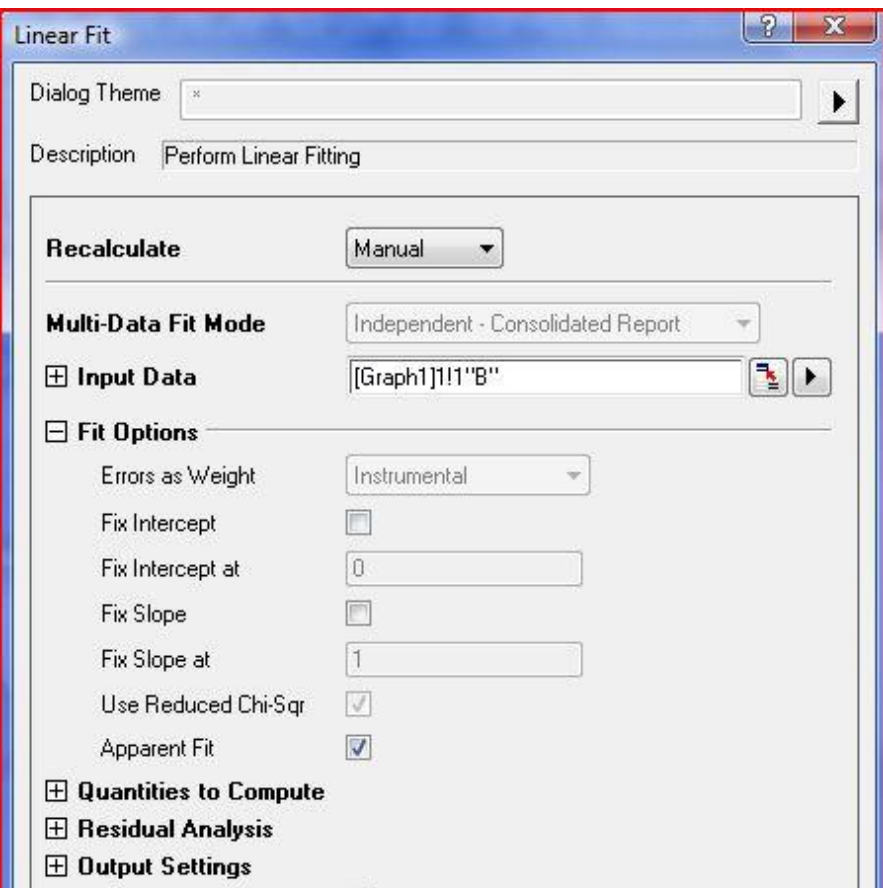 Linear Fit
?
Dialog Theme *
Description Perform Linear Fitting
Recalculate Manual
Multi-Data Fit Mode Independent - Consolidated Report
Input Data [Graph1]1!1"B"
Fit Options
Errors as Weight Instrumental
Fix Intercept
Fix Intercept at 0
Fix Slope
Fix Slope at 1
Use Reduced Chi-Sqr
Apparent Fit
Quantities to Compute
Residual Analysis
Output Settings